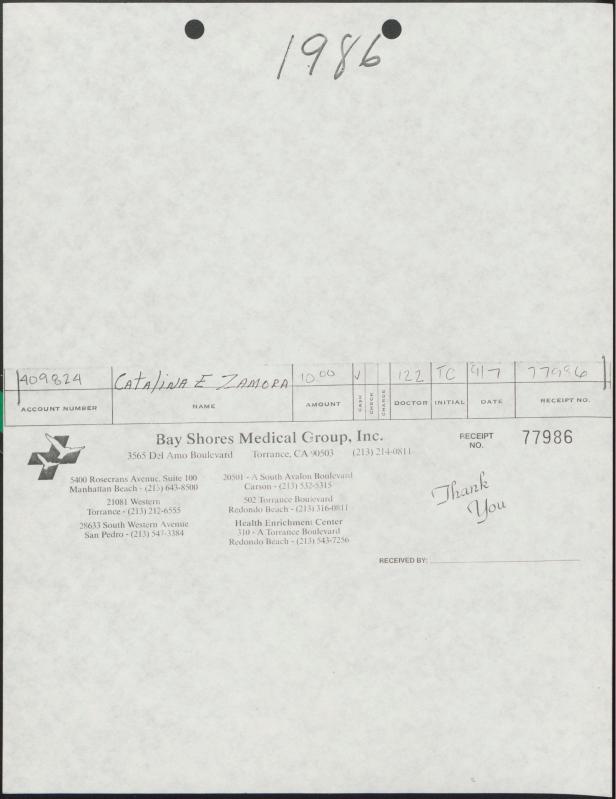 1986
409824 CATALINA E ZAMORA 10 00 ✓ 122 TC 9/7 77986
ACCOUNT NUMBER NAME AMOUNT CASH CHECK CHARGE DOCTOR INITIAL DATE RECEIPT NO.
Bay Shores Medical Group, Inc.
3565 Del Amo Boulevard Torrance, CA 90503 (213) 214-0811
RECEIPT NO. 77986
5400 Rosecrans Avenue, Suite 100
Manhattan Beach - (213) 643-8500
21081 Western
Torrance - (213) 212-6555
28633 South Western Avenue
San Pedro - (213) 547-3384
20501 - A South Avalon Boulevard
Carson - (213) 532-5315
502 Torrance Boulevard
Redondo Beach - (213) 316-0811
Health Enrichment Center
310 - A Torrance Boulevard
Redondo Beach - (213) 543-7256
Thank
You
RECEIVED BY: